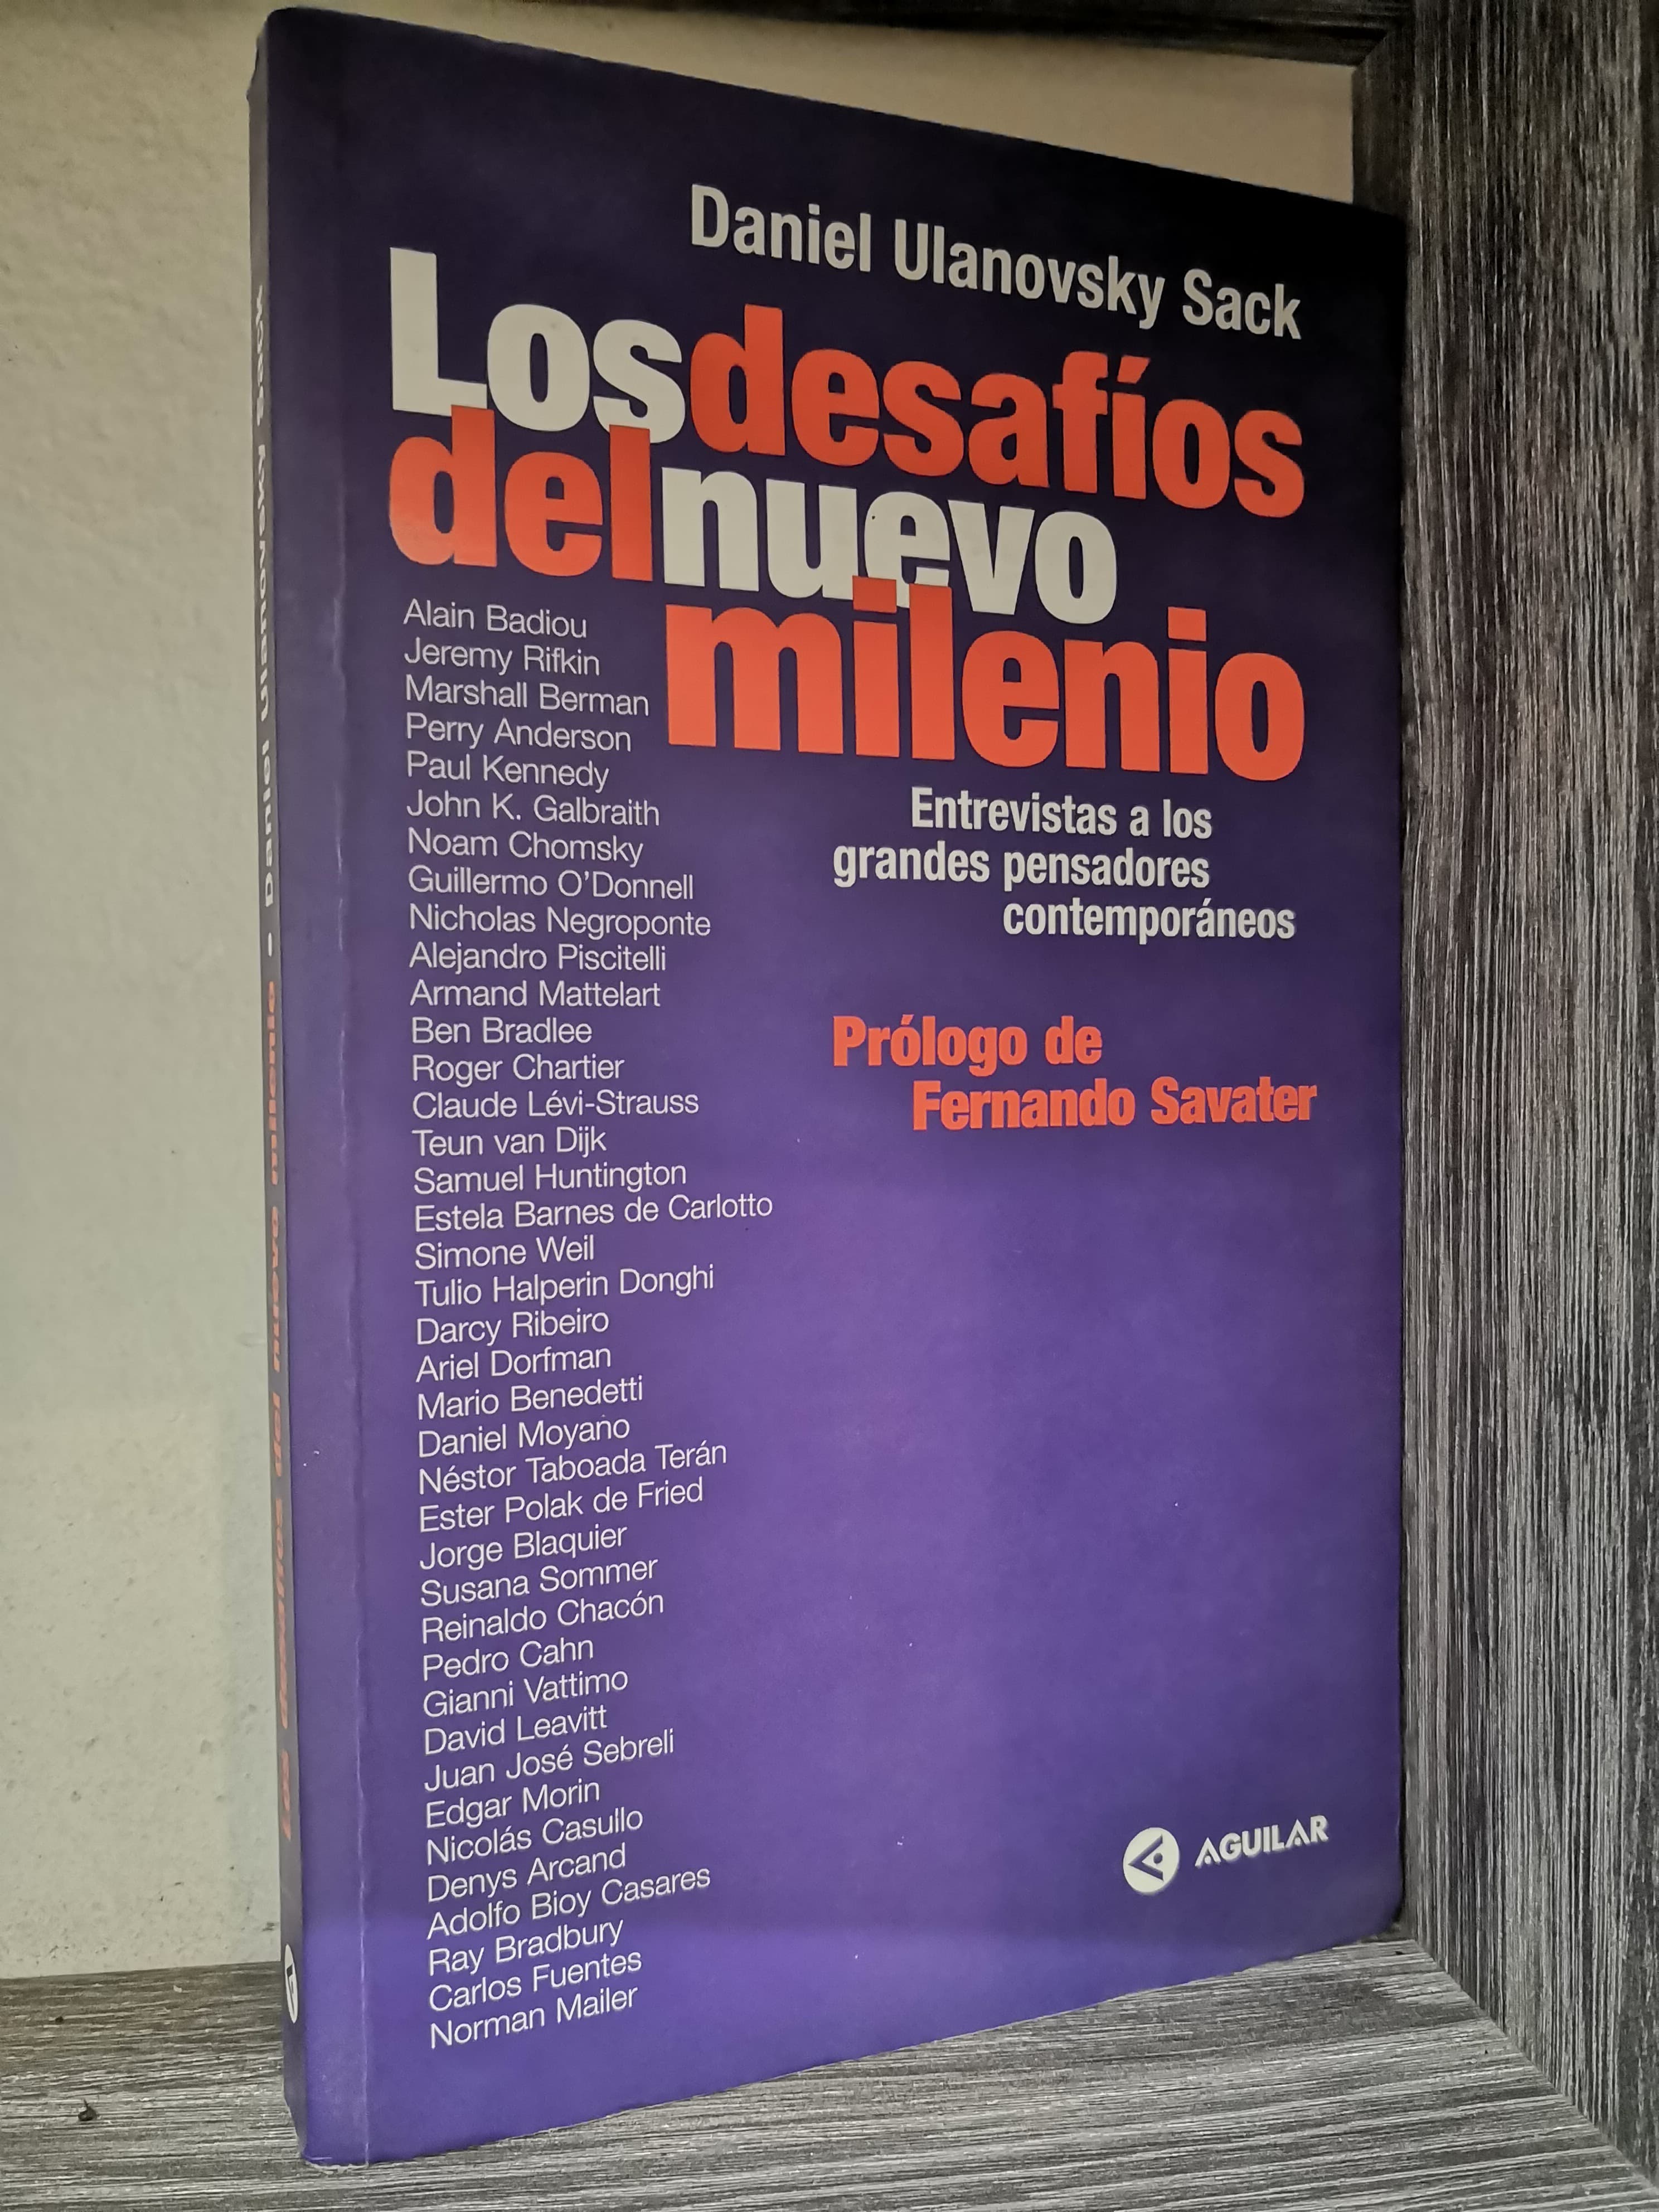 Daniel Ulanovsky Sack
Los desafíos
del nuevo
milenio
Entrevistas a los
grandes pensadores
contemporáneos
Prólogo de
Fernando Savater
Alain Badiou
Jeremy Rifkin
Marshall Berman
Perry Anderson
Paul Kennedy
John K. Galbraith
Noam Chomsky
Guillermo O'Donnell
Nicholas Negroponte
Alejandro Piscitelli
Armand Mattelart
Ben Bradlee
Roger Chartier
Claude Lévi-Strauss
Teun van Dijk
Samuel Huntington
Estela Barnes de Carlotto
Simone Weil
Tulio Halperin Donghi
Darcy Ribeiro
Ariel Dorfman
Mario Benedetti
Daniel Moyano
Néstor Taboada Terán
Ester Polak de Fried
Jorge Blaquier
Susana Sommer
Reinaldo Chacón
Pedro Cahn
Gianni Vattimo
David Leavitt
Juan José Sebreli
Edgar Morin
Nicolás Casullo
Denys Arcand
Adolfo Bioy Casares
Ray Bradbury
Carlos Fuentes
Norman Mailer
AGUILAR
Los desafíos del nuevo milenio - Daniel Ulanovsky Sack